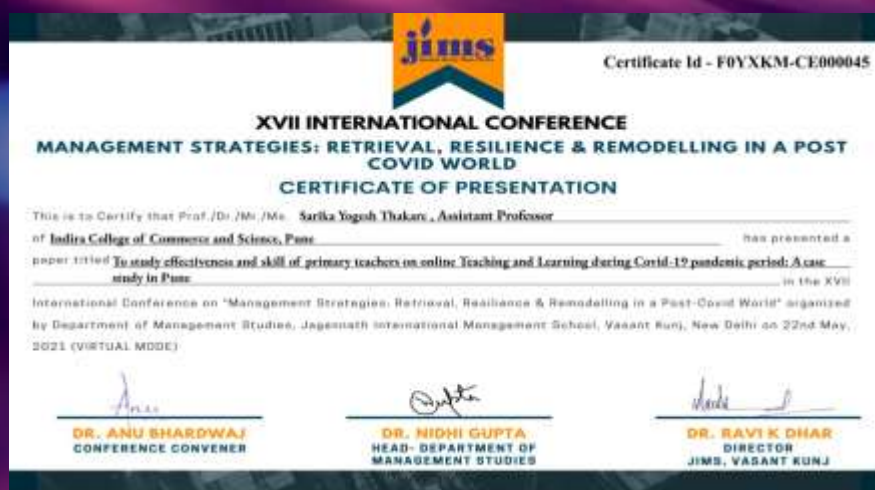 jims
Certificate Id - F0YXKM-CE000045
XVII INTERNATIONAL CONFERENCE
MANAGEMENT STRATEGIES: RETRIEVAL, RESILIENCE & REMODELLING IN A POST
COVID WORLD
CERTIFICATE OF PRESENTATION
This is to Certify that Prof./Dr./Mr./Ms. Sarika Yogesh Thakare , Assistant Professor
of Indira College of Commerce and Science, Pune has presented a
paper titled To study effectiveness and skill of primary teachers on online Teaching and Learning during Covid-19 pandemic period: A case
study in Pune in the XVII
International Conference on "Management Strategies: Retrieval, Resilience & Remodelling in a Post-Covid World" organized
by Department of Management Studies, Jagannath International Management School, Vasant Kunj, New Delhi on 22nd May,
2021 (VIRTUAL MODE)
DR. ANU BHARDWAJ
CONFERENCE CONVENER
DR. NIDHI GUPTA
HEAD- DEPARTMENT OF
MANAGEMENT STUDIES
DR. RAVI K DHAR
DIRECTOR
JIMS, VASANT KUNJ